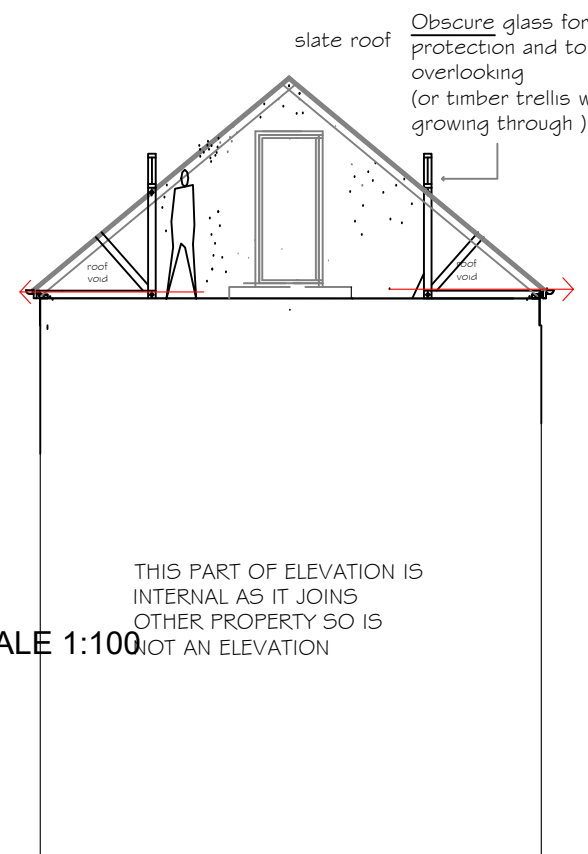 slate roof
Obscure glass for
protection and to
overlooking
(or timber trellis
growing through )
roof
void
roof
void
THIS PART OF ELEVATION IS
INTERNAL AS IT JOINS
OTHER PROPERTY SO IS
NOT AN ELEVATION
1:100